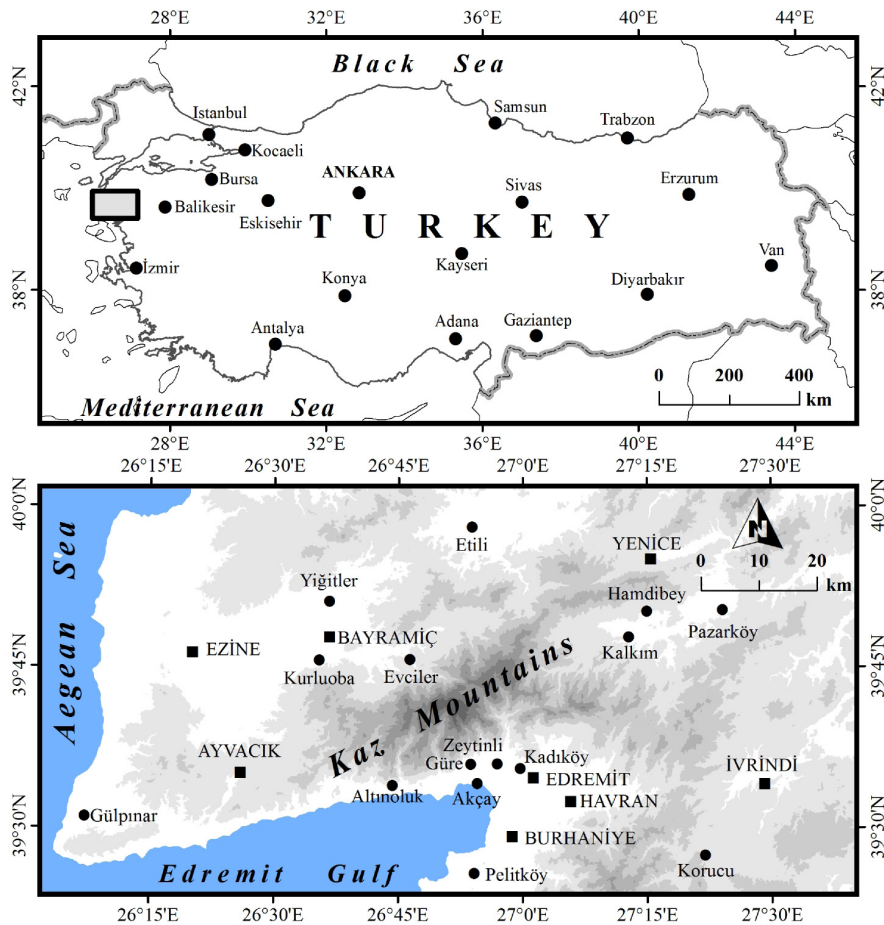 28°E 32°E 36°E 40°E 44°E
Black Sea
42°N 42°N
Samsun
Istanbul
Trabzon
Kocaeli
ANKARA
Bursa
Erzurum
Sivas
Balikesir
Eskisehir
TURKEY
Kayseri
Van
İzmir
Konya
Diyarbakır
38°N 38°N
Adana
Gaziantep
Antalya
0 200 400
km
Mediterranean Sea
28°E 32°E 36°E 40°E 44°E
26°15'E 26°30'E 26°45'E 27°0'E 27°15'E 27°30'E
40°0'N 40°0'N
N
Aegean Sea
Etili
YENİCE
0 10 20
km
Yiğitler
Hamdibey
Pazarköy
BAYRAMİÇ
EZİNE
Kalkım
39°45'N 39°45'N
Kurluoba
Evciler
Kaz Mountains
AYVACIK
Zeytinli
Güre
Kadıköy
İVRİNDİ
EDREMİT
Altınoluk
Akçay
HAVRAN
Gülpınar
39°30'N 39°30'N
BURHANİYE
Edremit Gulf
Pelitköy
Korucu
26°15'E 26°30'E 26°45'E 27°0'E 27°15'E 27°30'E